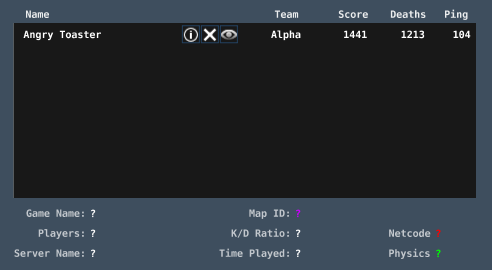 Name Team Score Deaths Ping
Angry Toaster Alpha 1441 1213 104
Game Name: ? Map ID: ?
Players: ? K/D Ratio: ? Netcode ?
Server Name: ? Time Played: ? Physics ?